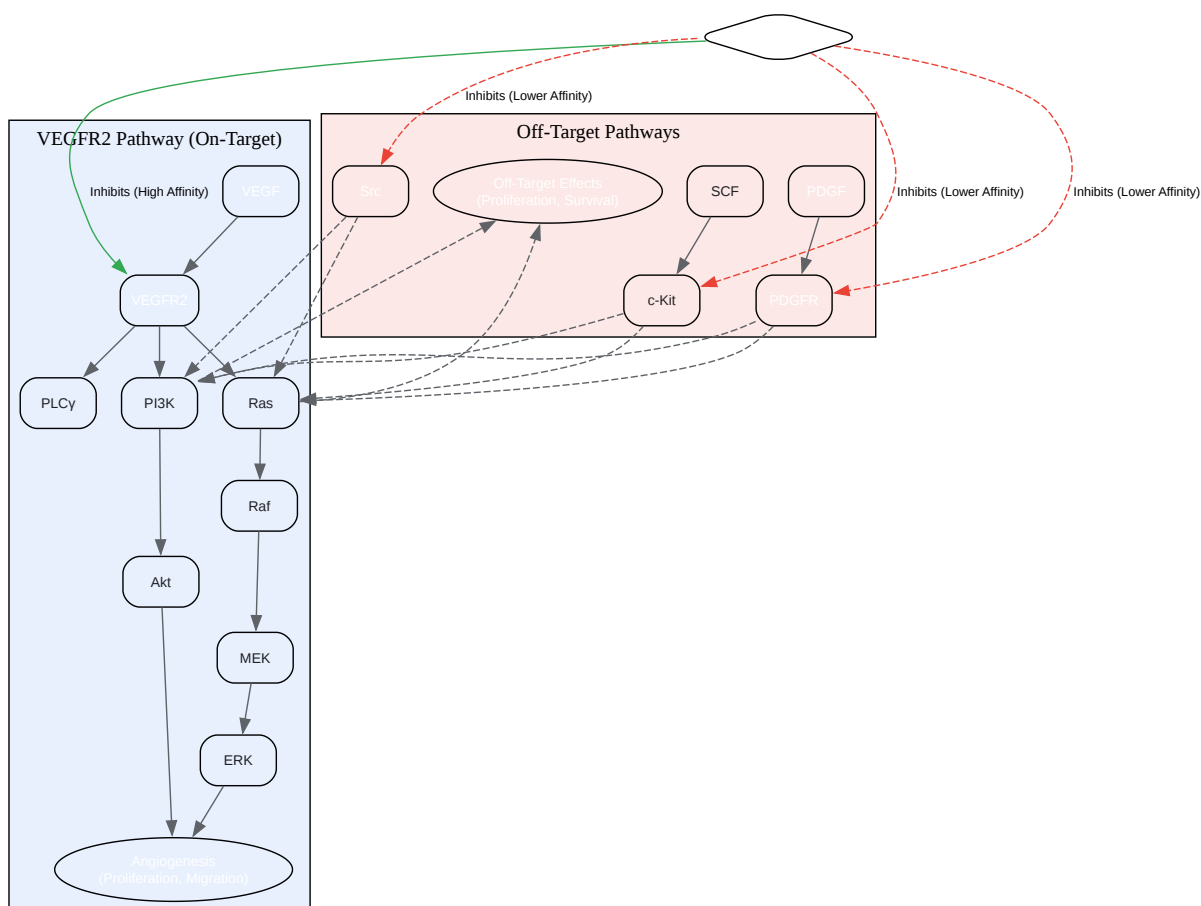 Inhibits (Lower Affinity)
VEGFR2 Pathway (On-Target)
Off-Target Pathways
Inhibits (High Affinity)
VEGF
Src
Off-Target Effects
(Proliferation, Survival)
SCF
PDGF
Inhibits (Lower Affinity)
Inhibits (Lower Affinity)
VEGFR2
c-Kit
PDGFR
PLCγ
PI3K
Ras
Raf
Akt
MEK
ERK
Angiogenesis
(Proliferation, Migration)